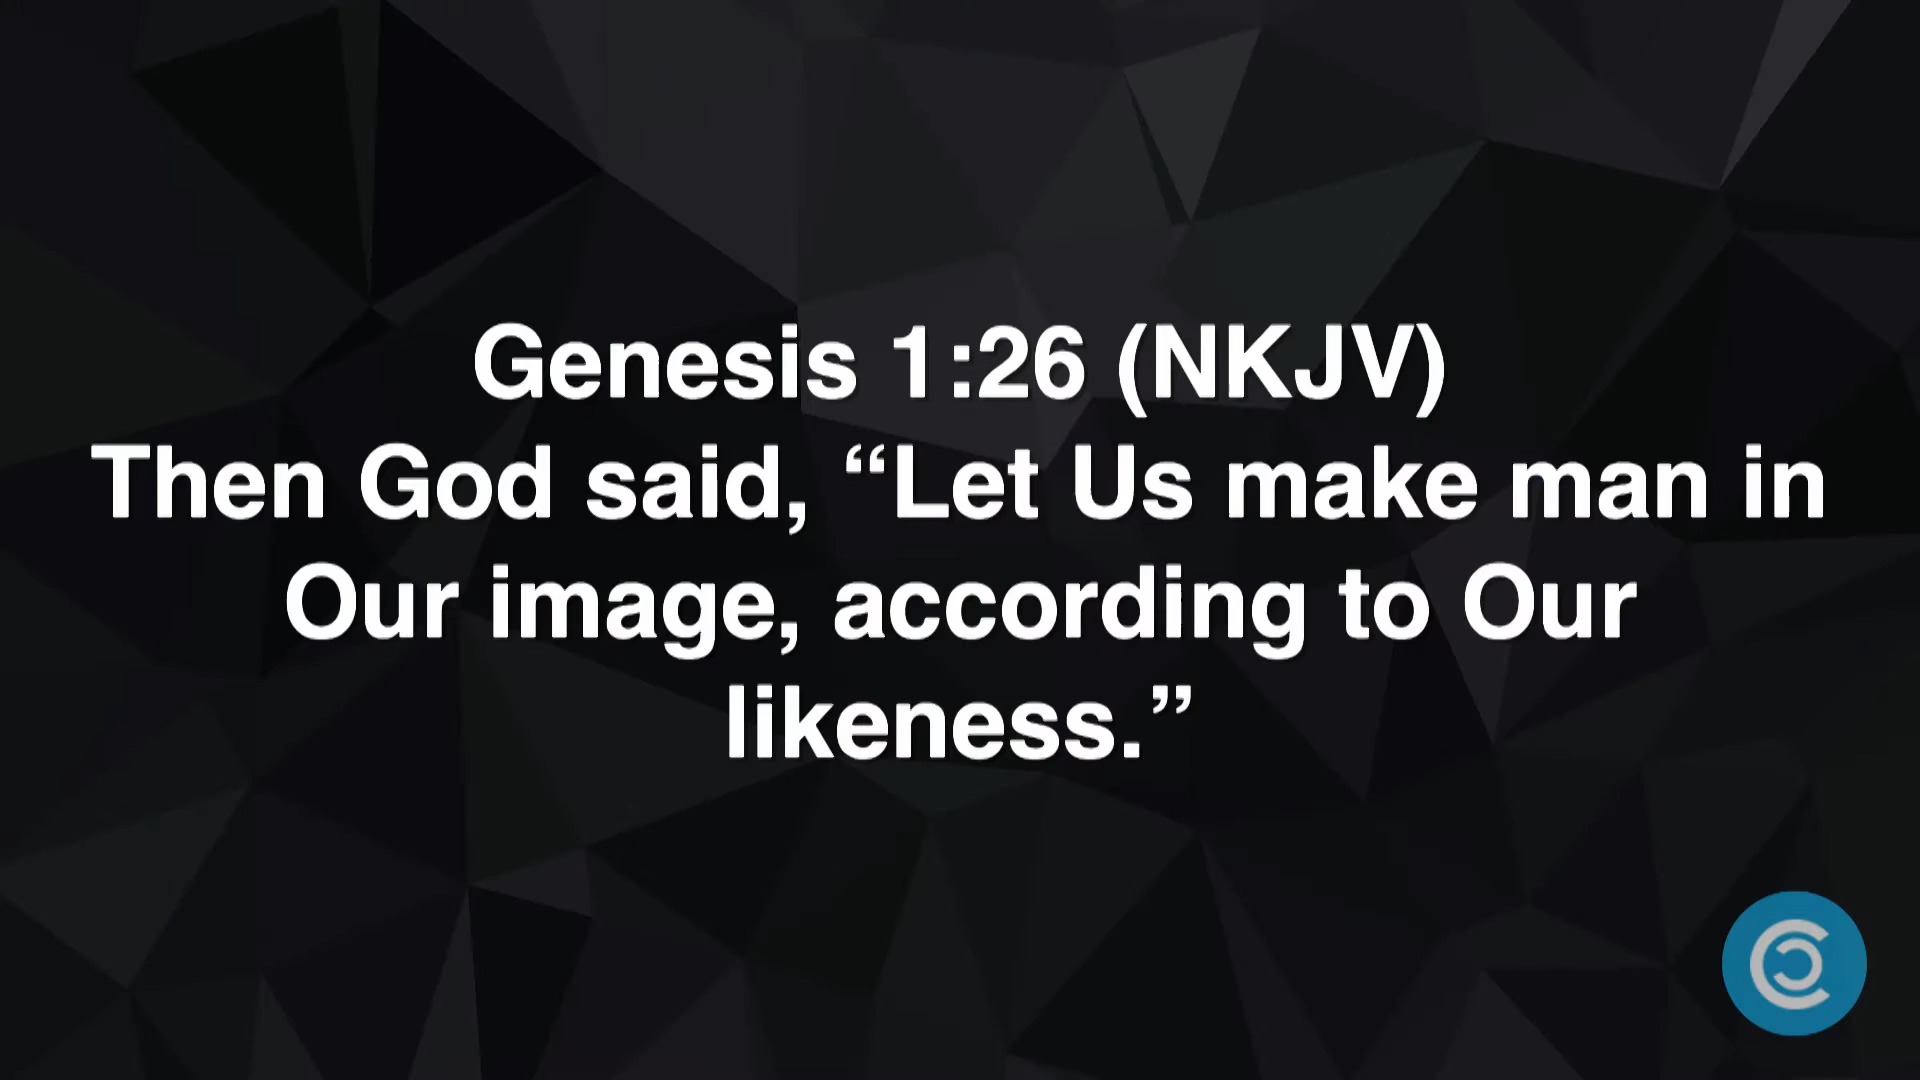 Genesis 1:26 (NKJV)
Then God said, “Let Us make man in
Our image, according to Our
likeness.”